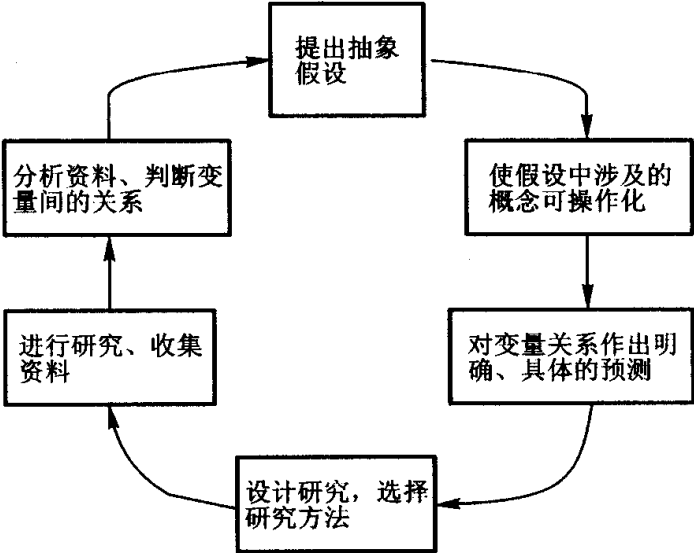 提出抽象
假设
使假设中涉及的
概念可操作化
对变量关系作出明
确、具体的预测
设计研究，选择
研究方法
进行研究、收集
资料
分析资料、判断变
量间的关系